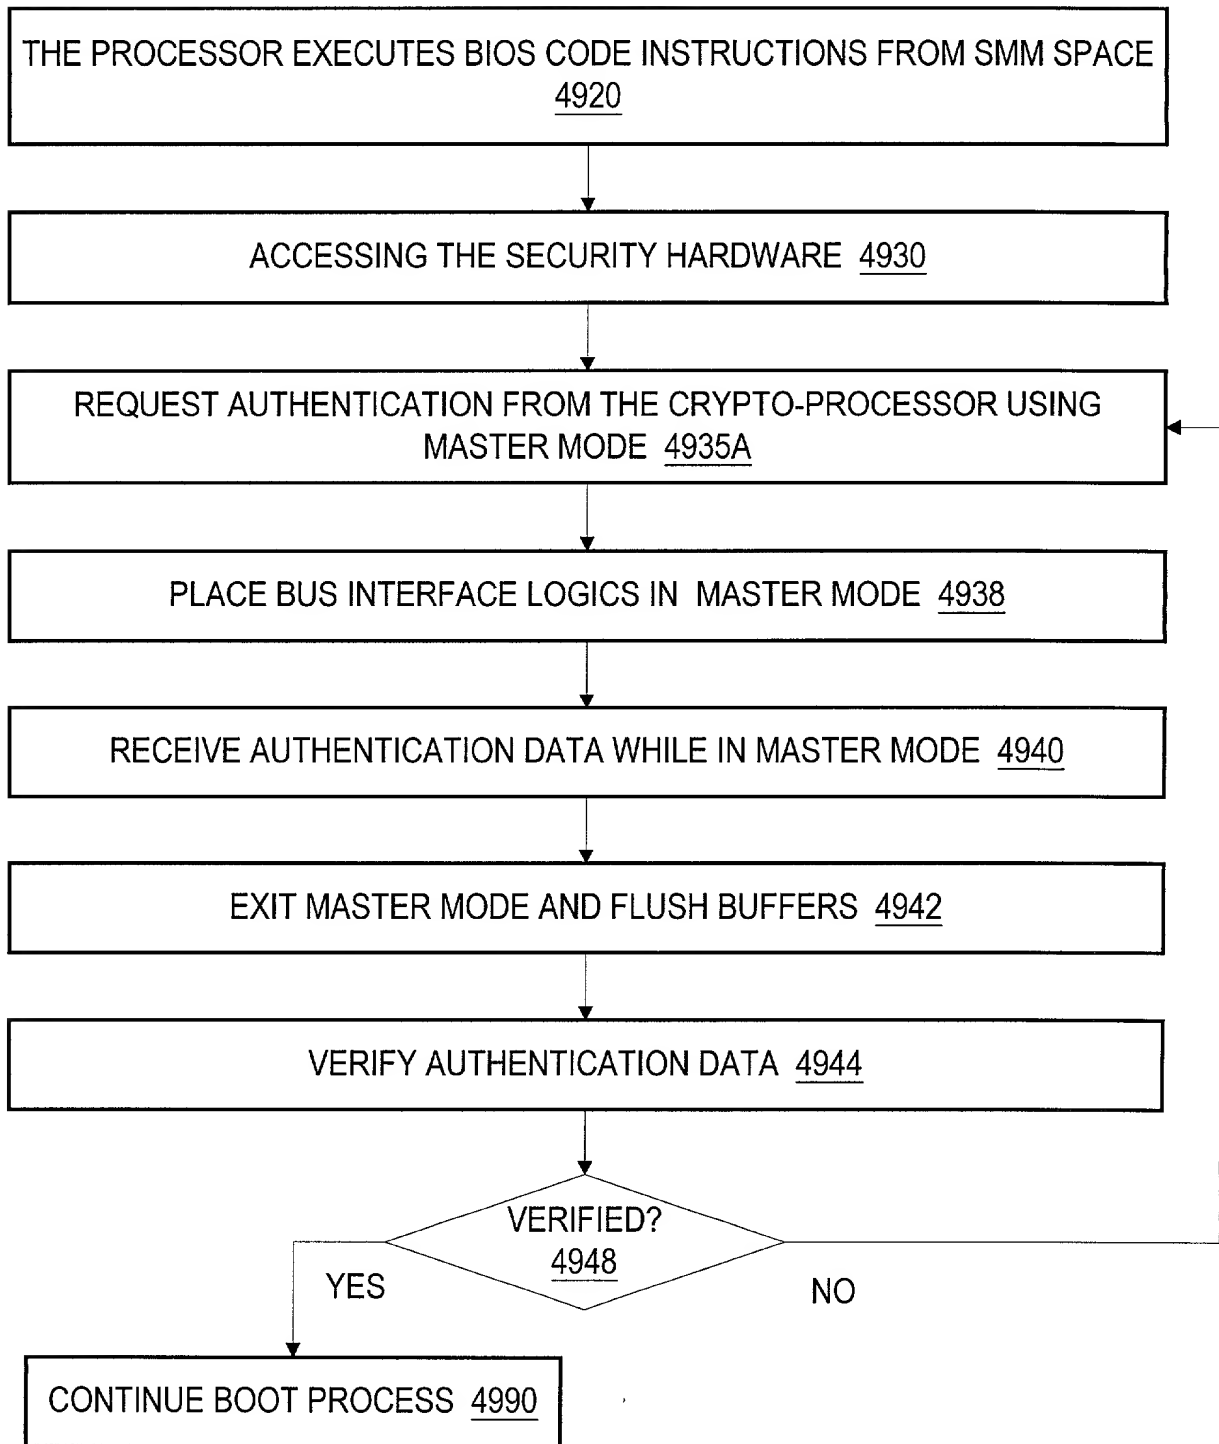 THE PROCESSOR EXECUTES BIOS CODE INSTRUCTIONS FROM SMM SPACE
4920
ACCESSING THE SECURITY HARDWARE 4930
REQUEST AUTHENTICATION FROM THE CRYPTO-PROCESSOR USING
MASTER MODE 4935A
PLACE BUS INTERFACE LOGICS IN MASTER MODE 4938
RECEIVE AUTHENTICATION DATA WHILE IN MASTER MODE 4940
EXIT MASTER MODE AND FLUSH BUFFERS 4942
VERIFY AUTHENTICATION DATA 4944
VERIFIED?
4948
YES
NO
CONTINUE BOOT PROCESS 4990